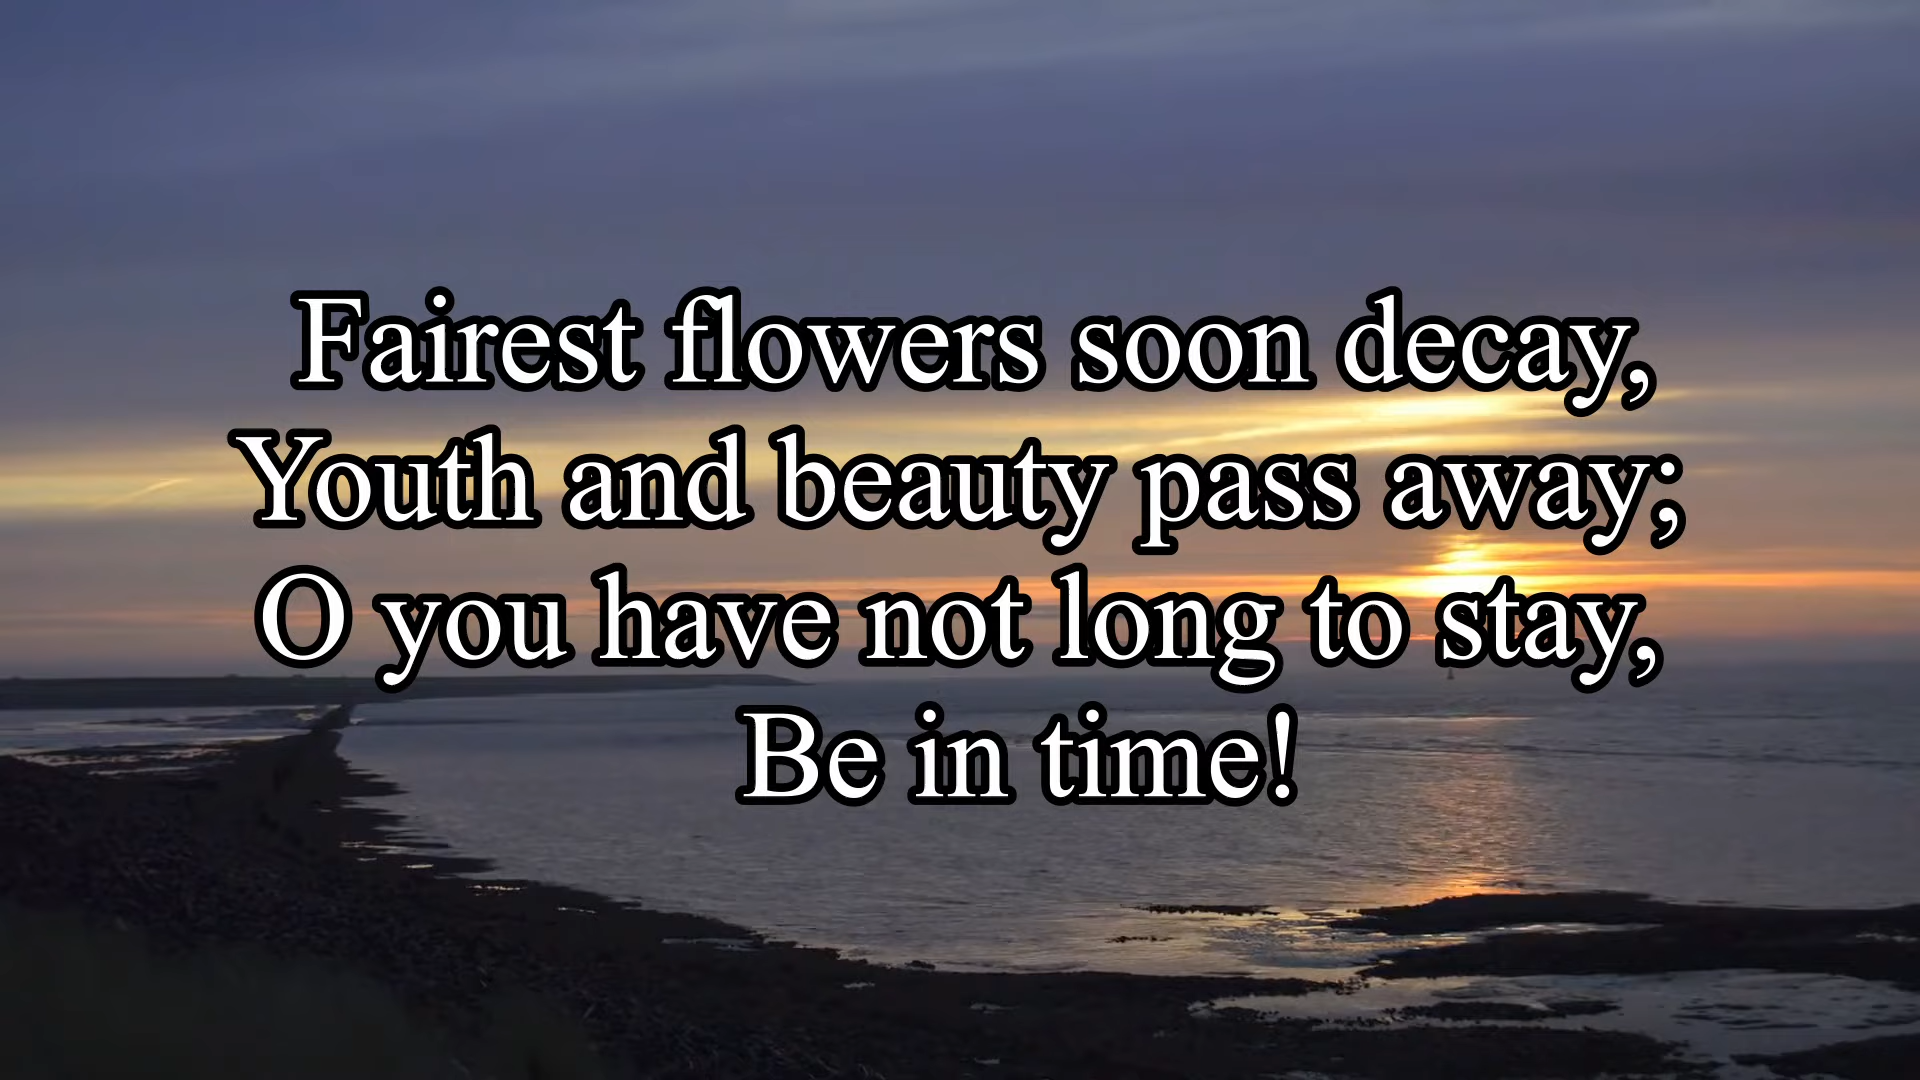 Fairest flowers soon decay,
Youth and beauty pass away;
O you have not long to stay,
Be in time!